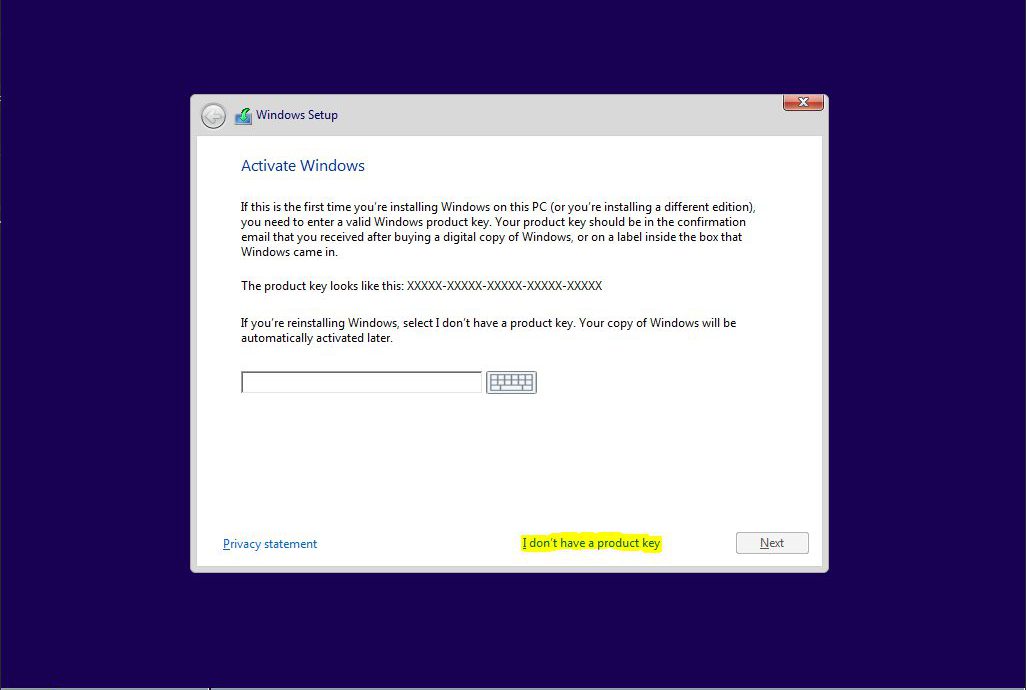 Windows Setup
Activate Windows
If this is the first time you're installing Windows on this PC (or you're installing a different edition),
you need to enter a valid Windows product key. Your product key should be in the confirmation
email that you received after buying a digital copy of Windows, or on a label inside the box that
Windows came in.
The product key looks like this: XXXXX-XXXXX-XXXXX-XXXXX-XXXXX
If you're reinstalling Windows, select I don't have a product key. Your copy of Windows will be
automatically activated later.
Privacy statement
I don't have a product key
Next